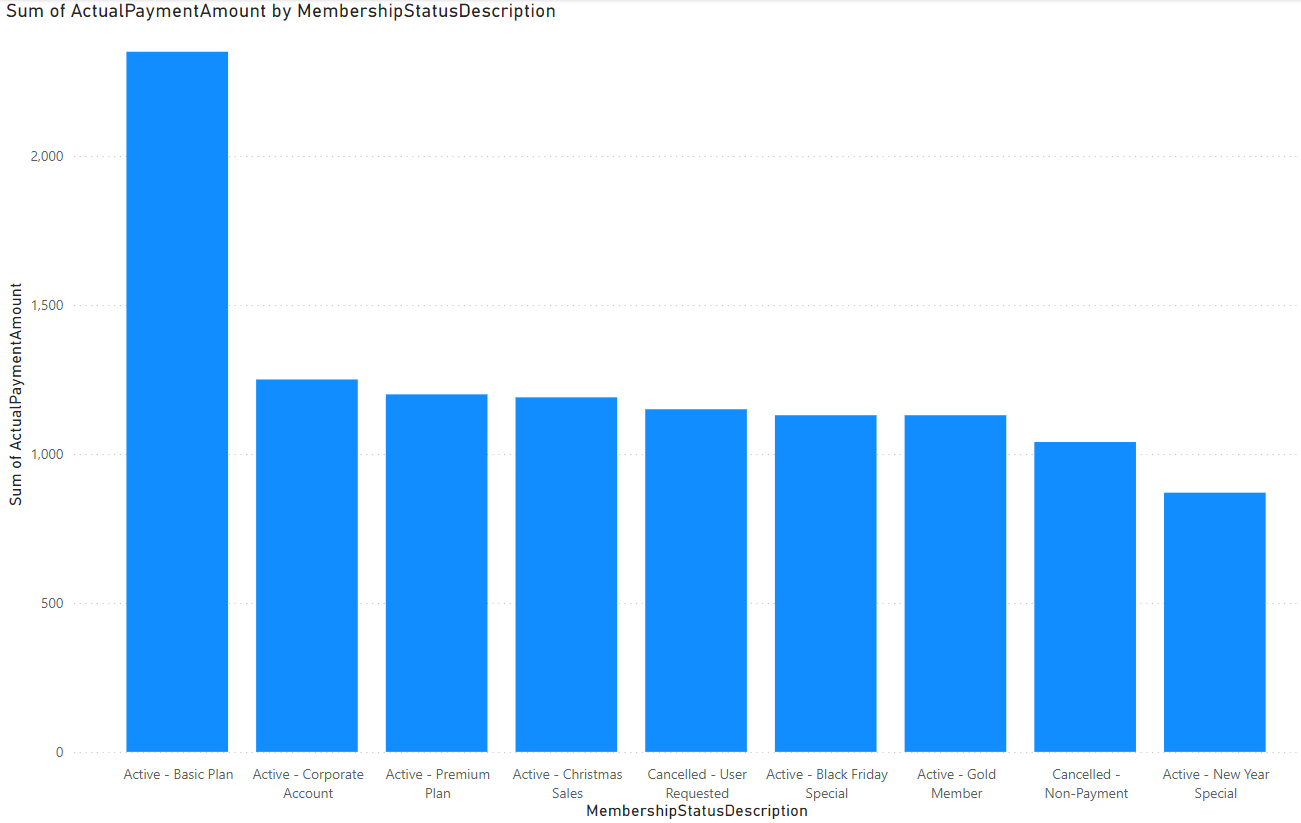 Sum of ActualPaymentAmount by MembershipStatusDescription
Sum of ActualPaymentAmount
2,000
1,500
1,000
500
0
Active - Basic Plan
Active - Corporate
Account
Active - Premium
Plan
Active - Christmas
Sales
Cancelled - User
Requested
Active - Black Friday
Special
Active - Gold
Member
Cancelled -
Non-Payment
Active - New Year
Special
MembershipStatusDescription